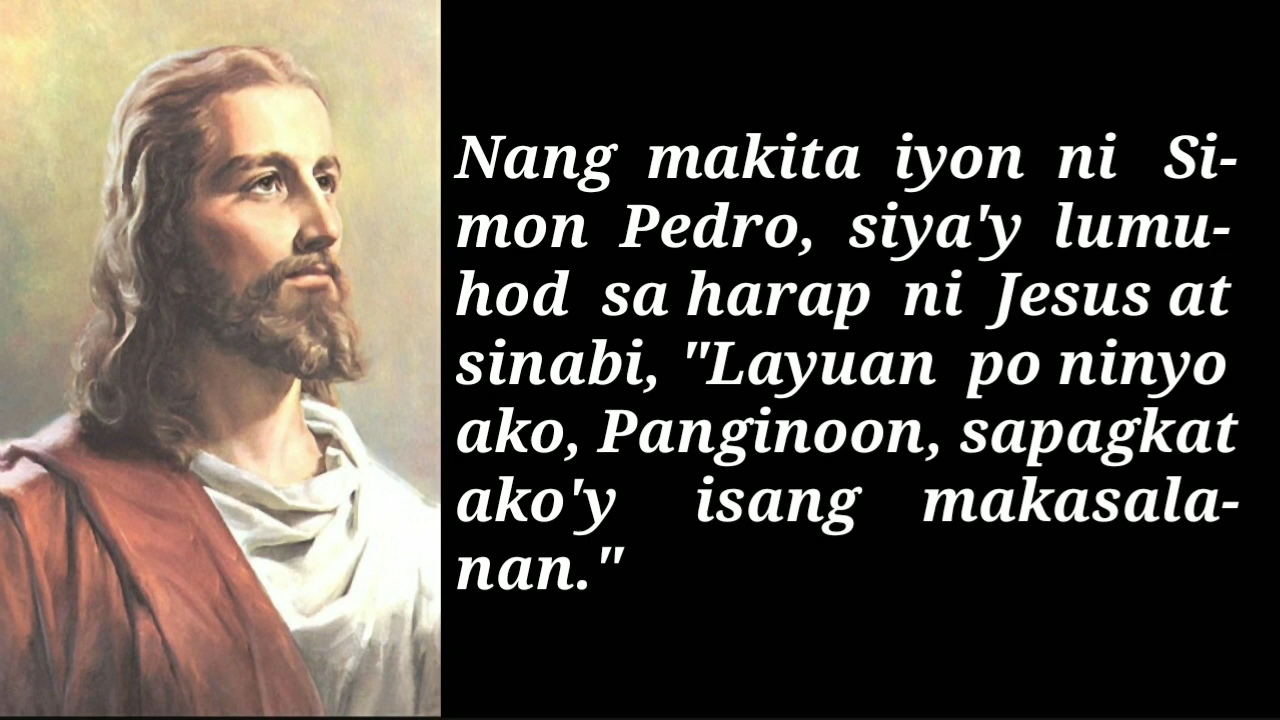 Nang makita iyon ni Si-
mon Pedro, siya'y lumu-
hod sa harap ni Jesus at
sinabi, "Layuan po ninyo
ako, Panginoon, sapagkat
ako'y isang makasala-
nan."